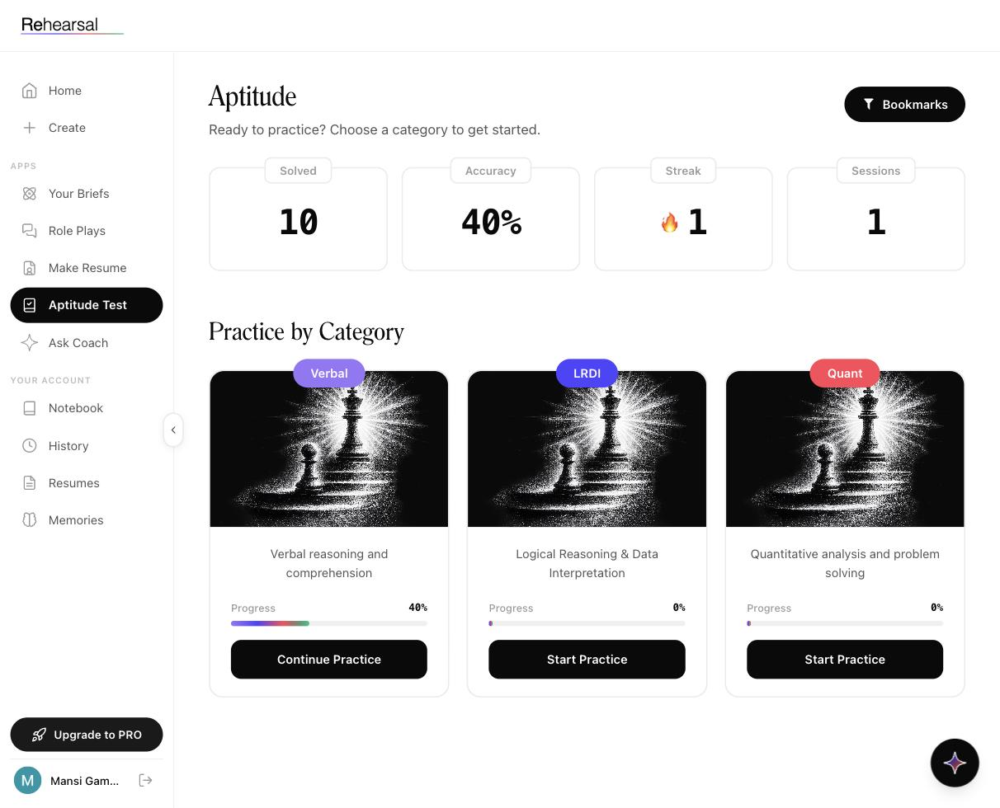 Rehearsal
Home
Create
APPS
Your Briefs
Role Plays
Make Resume
Aptitude Test
Ask Coach
YOUR ACCOUNT
Notebook
History
Resumes
Memories
Upgrade to PRO
M
Mansi Gam...
Aptitude
Ready to practice? Choose a category to get started.
Bookmarks
Solved
10
Accuracy
40%
Streak
1
Sessions
1
Practice by Category
Verbal
Verbal reasoning and
comprehension
Progress 40%
Continue Practice
LRDI
Logical Reasoning & Data
Interpretation
Progress 0%
Start Practice
Quant
Quantitative analysis and problem
solving
Progress 0%
Start Practice